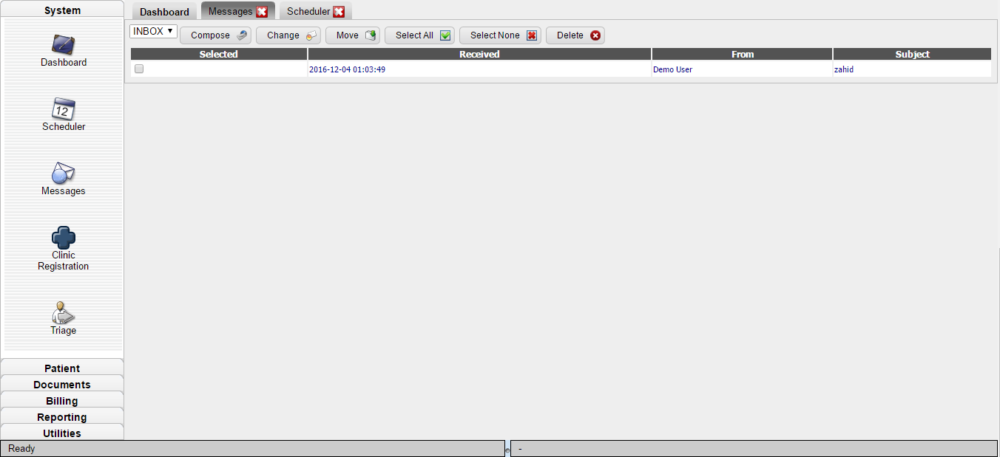 System
Dashboard
Scheduler
Messages
Clinic
Registration
Triage
Patient
Documents
Billing
Reporting
Utilities
Dashboard Messages Scheduler
INBOX Compose Change Move Select All Select None Delete
Selected Received From Subject
2016-12-04 01:03:49 Demo User zahid
Ready -
12